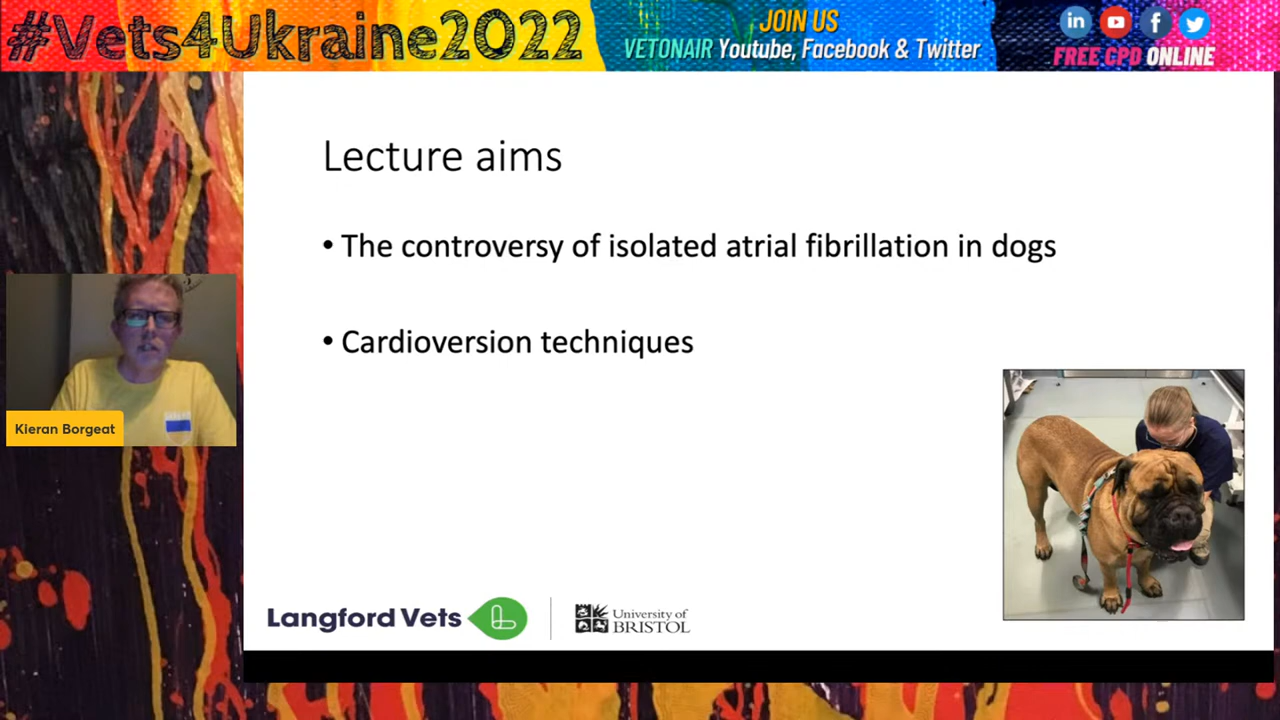 #Vets4Ukraine2022
JOIN US
VETONAIR Youtube, Facebook & Twitter
FREE CPD ONLINE
Lecture aims
• The controversy of isolated atrial fibrillation in dogs
• Cardioversion techniques
Kieran Borgeat
Langford Vets
University of
BRISTOL